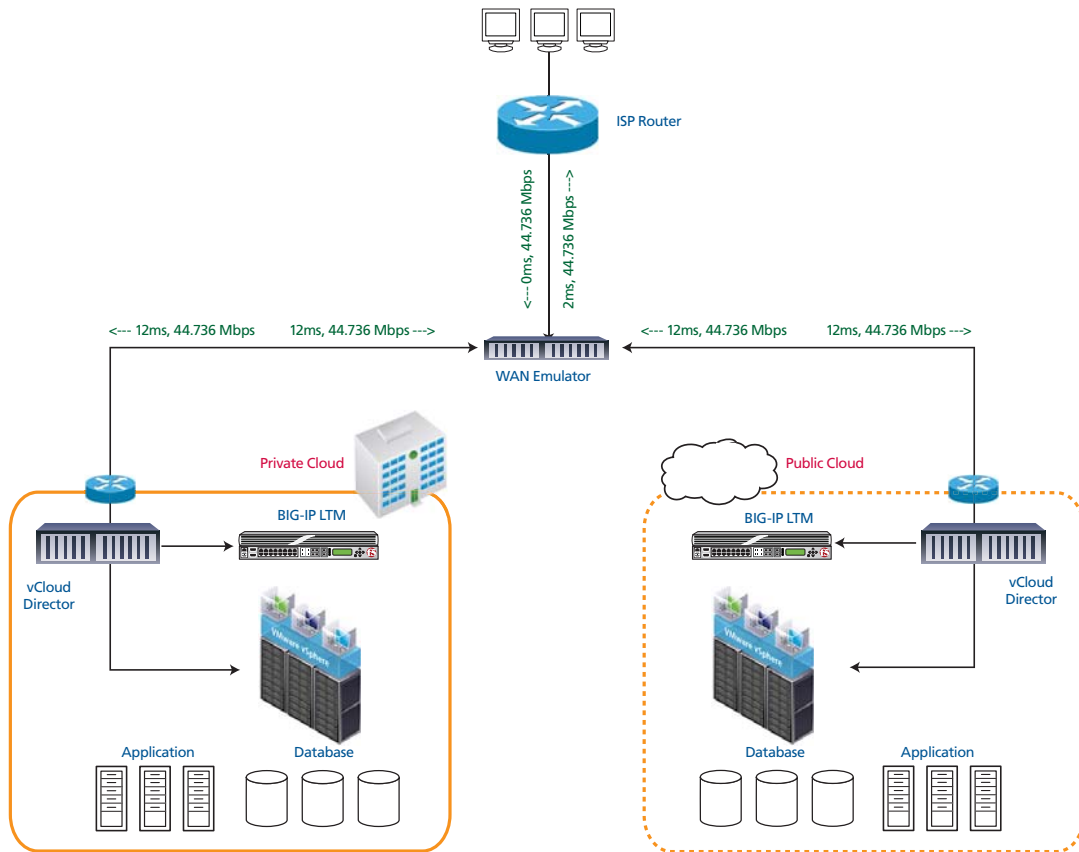 ISP Router
<--- 0ms, 44.736 Mbps
2ms, 44.736 Mbps --->
<--- 12ms, 44.736 Mbps
12ms, 44.736 Mbps --->
<--- 12ms, 44.736 Mbps
12ms, 44.736 Mbps --->
WAN Emulator
Private Cloud
Public Cloud
BIG-IP LTM
BIG-IP LTM
vCloud
Director
vCloud
Director
VMware vSphere
VMware vSphere
Application
Database
Database
Application